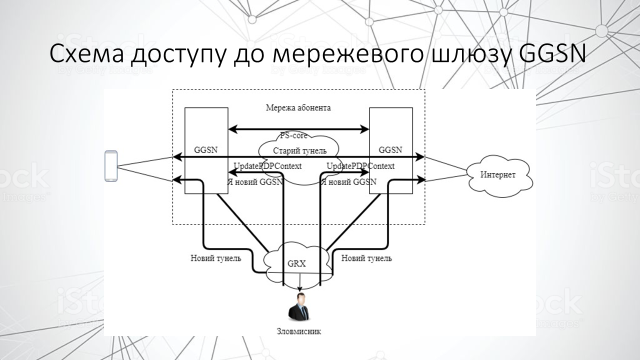 Схема доступу до мережевого шлюзу GGSN
Мережа абонента
GGSN
PS-core
GGSN
Старий тунель
UpdatePDPContext
UpdatePDPContext
Я новий GGSN
Я новий GGSN
Интернет
Новий тунель
GRX
Новий тунель
Зловмисник